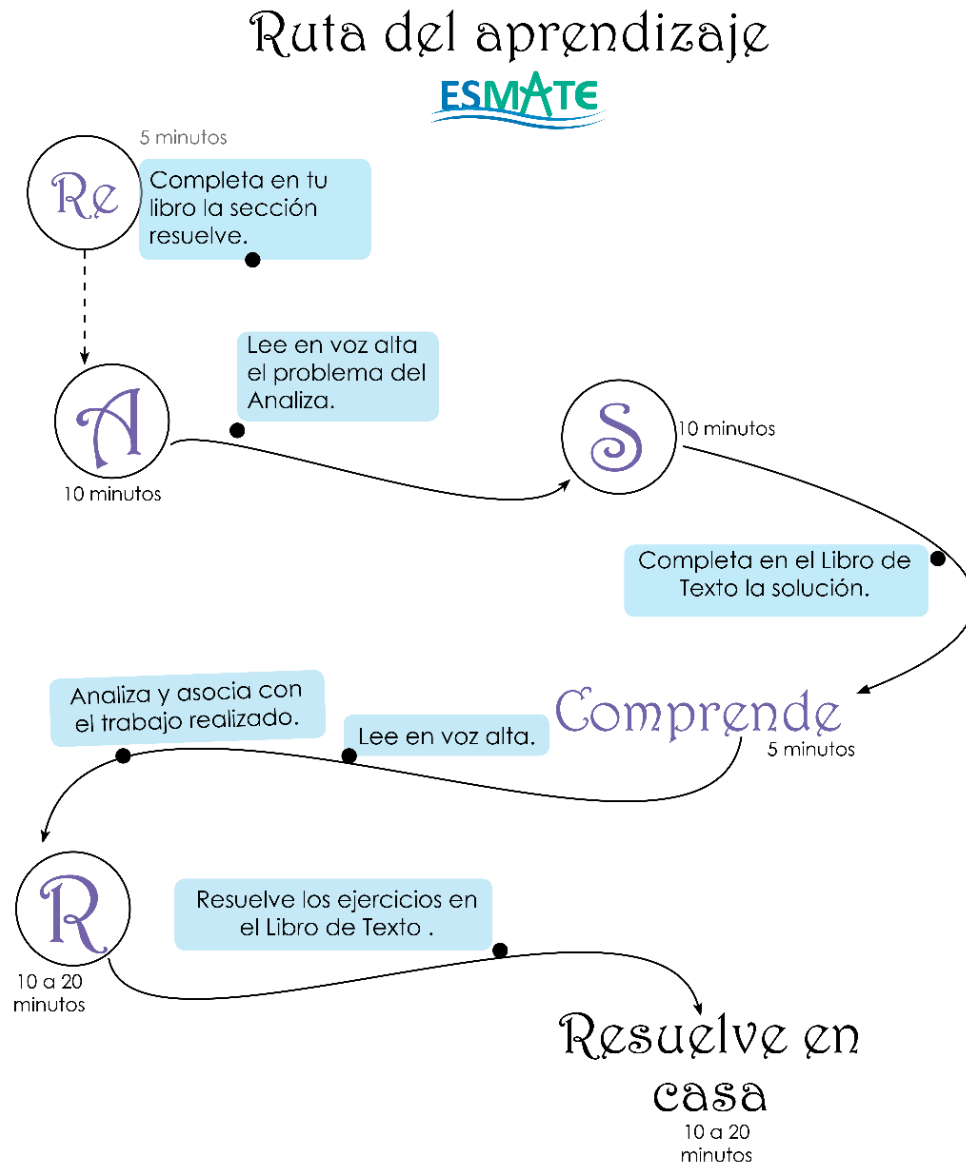 Ruta del aprendizaje
ESMATE
5 minutos
Re
Completa en tu
libro la sección
resuelve.
Lee en voz alta
el problema del
Analiza.
A
10 minutos
S
10 minutos
Completa en el Libro de
Texto la solución.
Comprende
5 minutos
Lee en voz alta.
Analiza y asocia con
el trabajo realizado.
R
10 a 20
minutos
Resuelve los ejercicios en
el Libro de Texto .
Resuelve en
casa
10 a 20
minutos